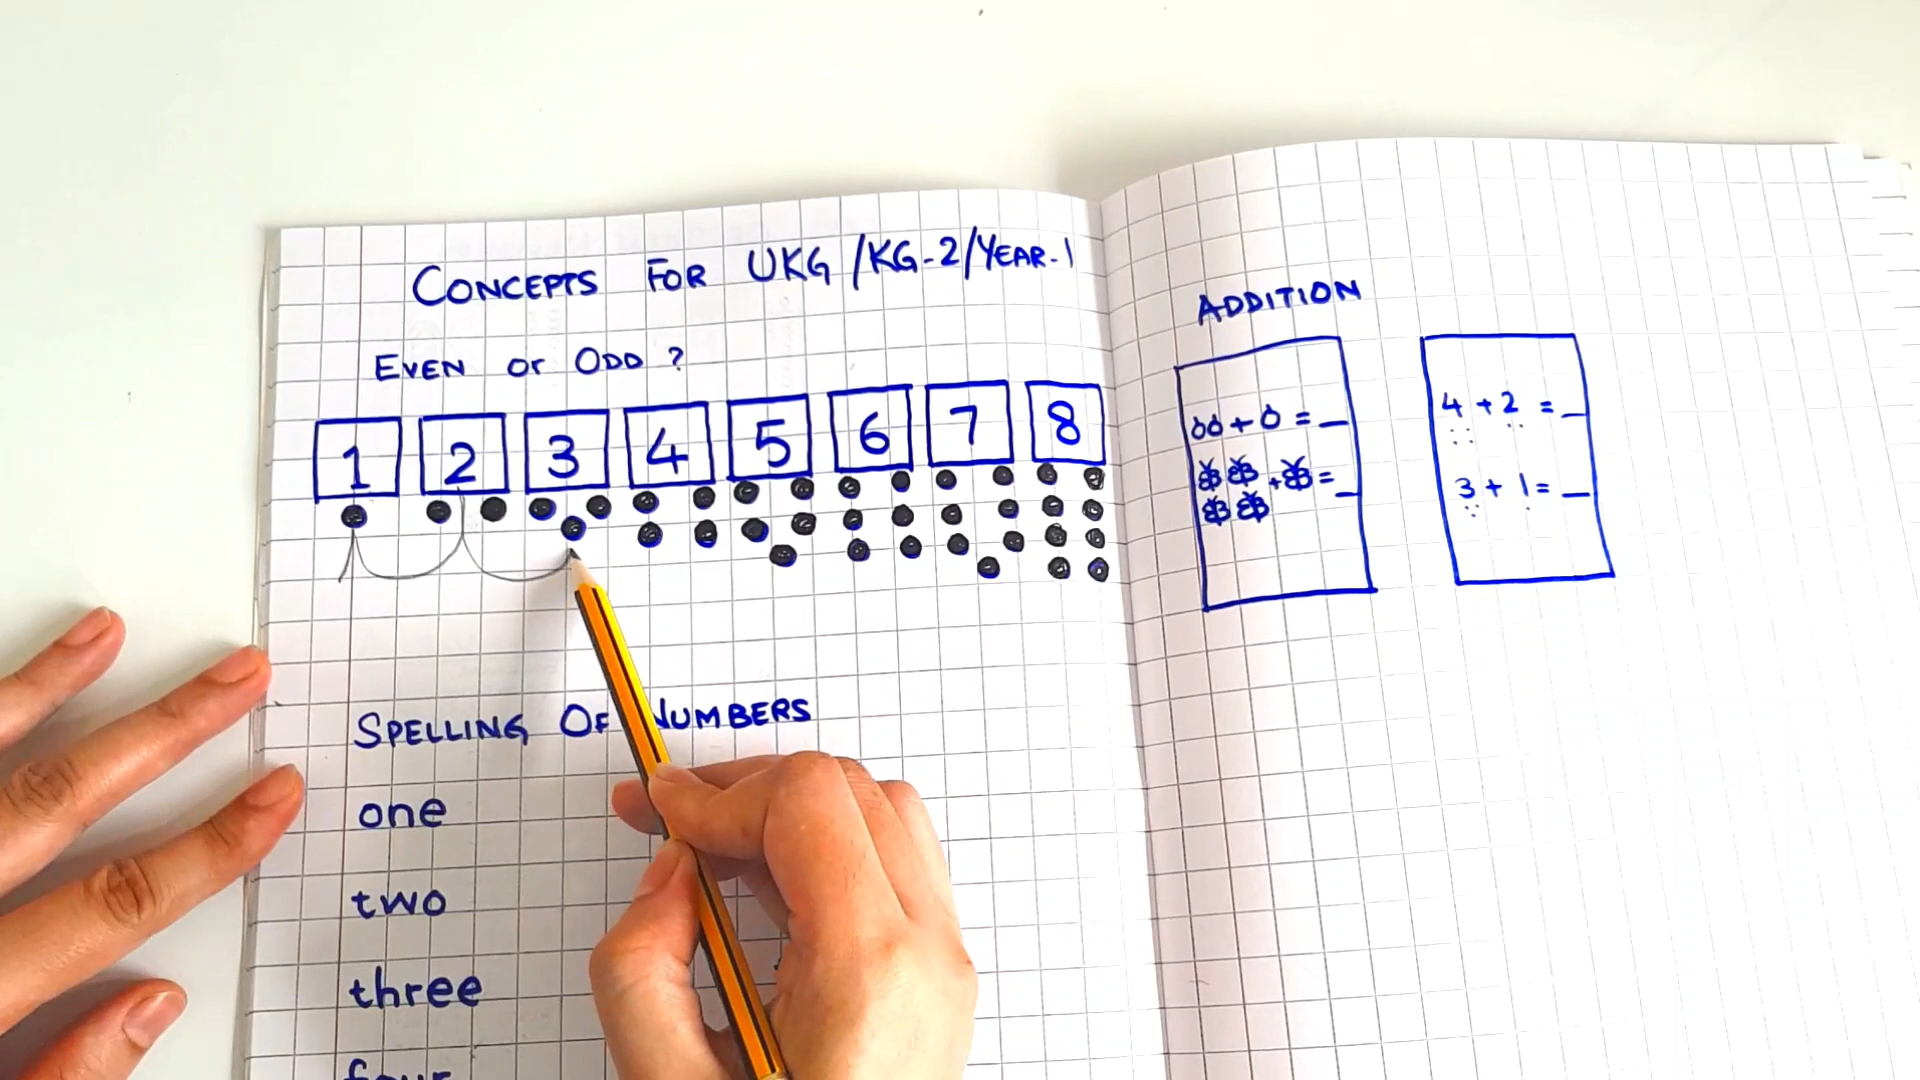 CONCEPTS FOR UKG/KG-2/YEAR-1
EVEN or ODD?
1 2 3 4 5 6 7 8
SPELLING OF NUMBERS
one
two
three
four
ADDITION
+ = _
+ = _
4 + 2 = _
3 + 1 = _